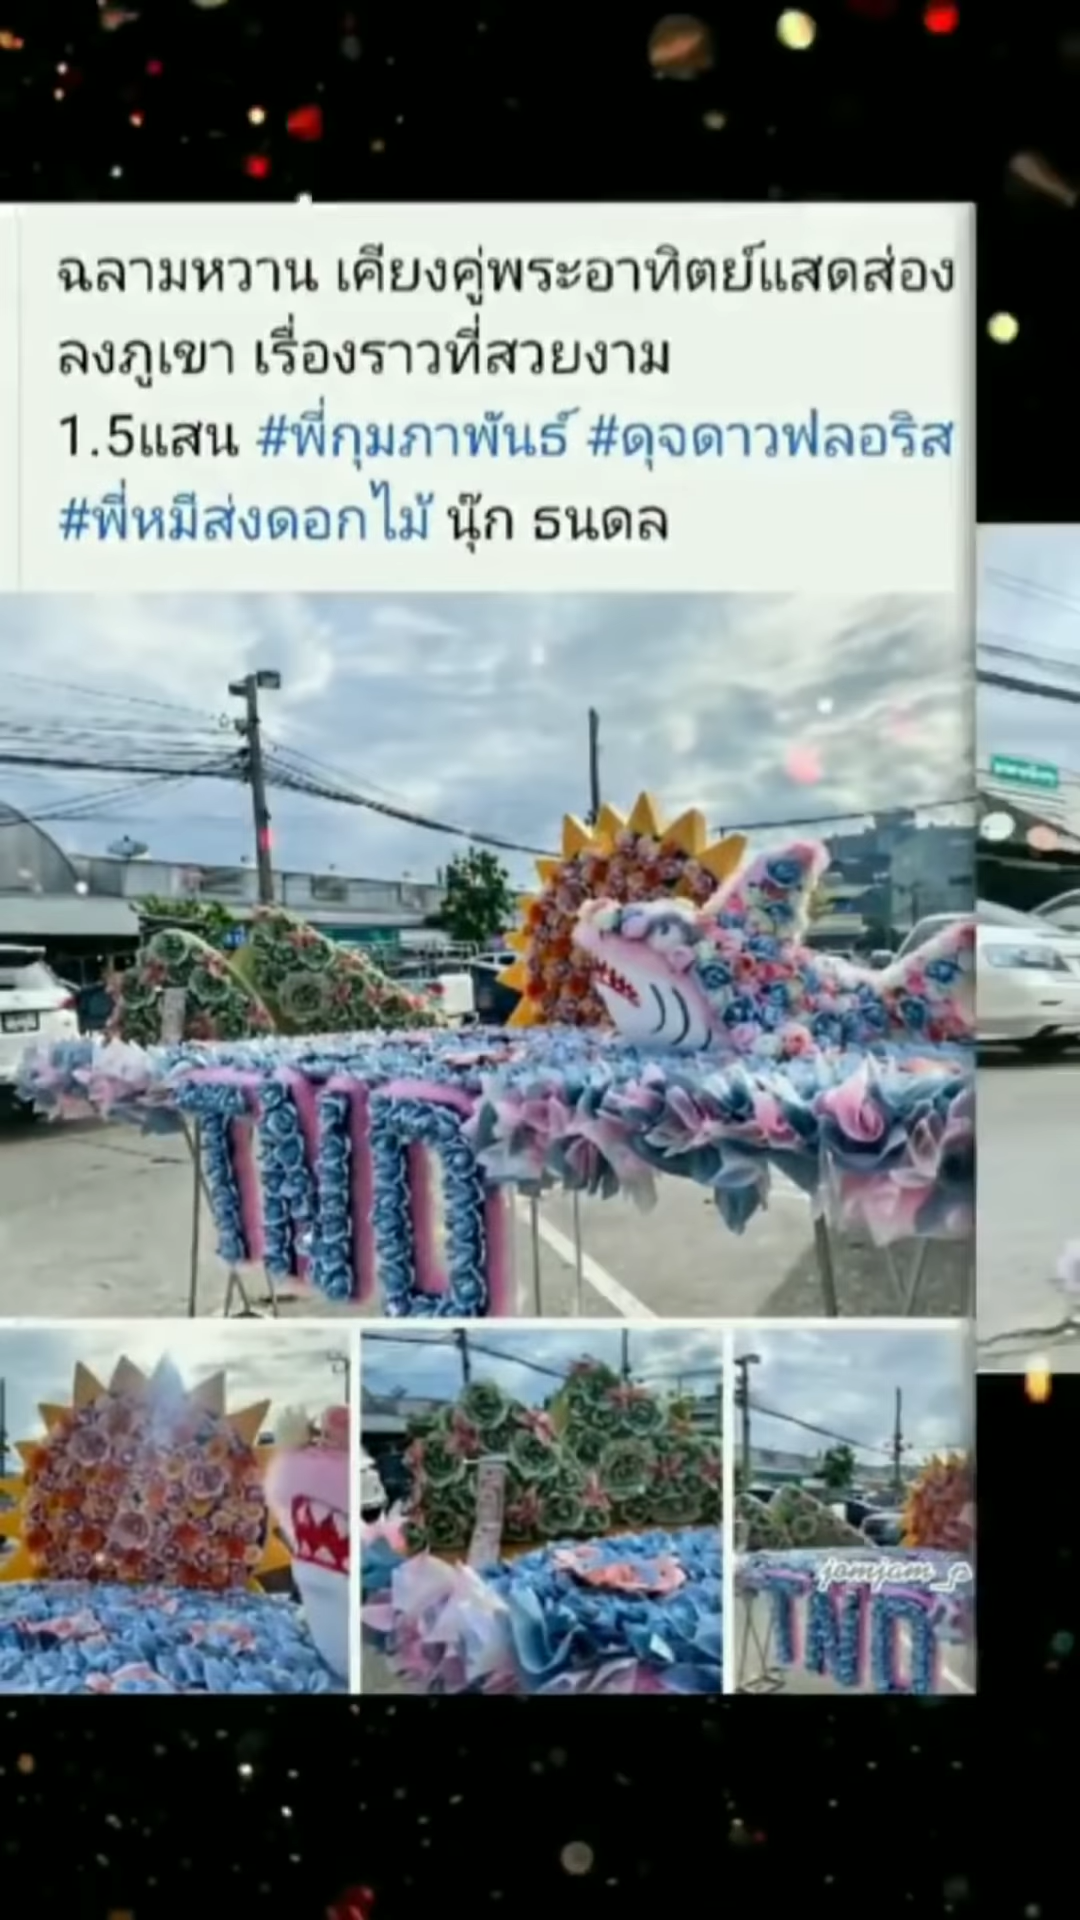 ฉลามหวาน เคียงคู่พระอาทิตย์แสดส่อง
ลงภูเขา เรื่องราวที่สวยงาม
1.5แสน #พี่กุมภาพันธ์ #ดุจดาวฟลอริส
#พี่หมีส่งดอกไม้ นุ๊ก ธนดล
TND
jomjam_p
TND